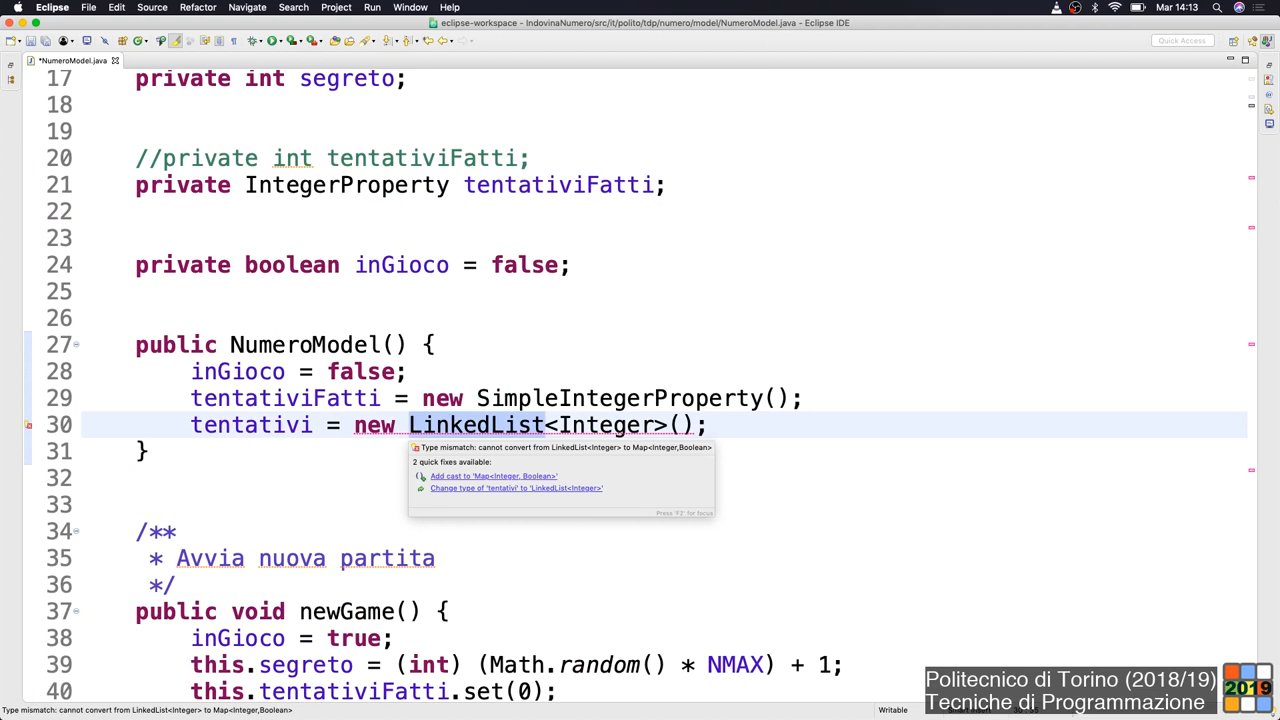 Eclipse File Edit Source Refactor Navigate Search Project Run Window Help
Mar 14:13
eclipse-workspace - IndovinaNumero/src/it/polito/tdp/numero/model/NumeroModel.java - Eclipse IDE
Quick Access
*NumeroModel.java
17 private int segreto;
18
19
20 //private int tentativiFatti;
21 private IntegerProperty tentativiFatti;
22
23
24 private boolean inGioco = false;
25
26
27 public NumeroModel() {
28 inGioco = false;
29 tentativiFatti = new SimpleIntegerProperty();
30 tentativi = new LinkedList<Integer>();
31 }
Type mismatch: cannot convert from LinkedList<Integer> to Map<Integer,Boolean>
2 quick fixes available:
Add cast to 'Map<Integer, Boolean>'
Change type of 'tentativi' to 'LinkedList<Integer>'
Press 'F2' for focus
32
33
34 /**
35 * Avvia nuova partita
36 */
37 public void newGame() {
38 inGioco = true;
39 this.segreto = (int) (Math.random() * NMAX) + 1;
40 this.tentativiFatti.set(0);
Politecnico di Torino (2018/19)
Tecniche di Programmazione
2019
Type mismatch: cannot convert from LinkedList<Integer> to Map<Integer,Boolean>
Writable